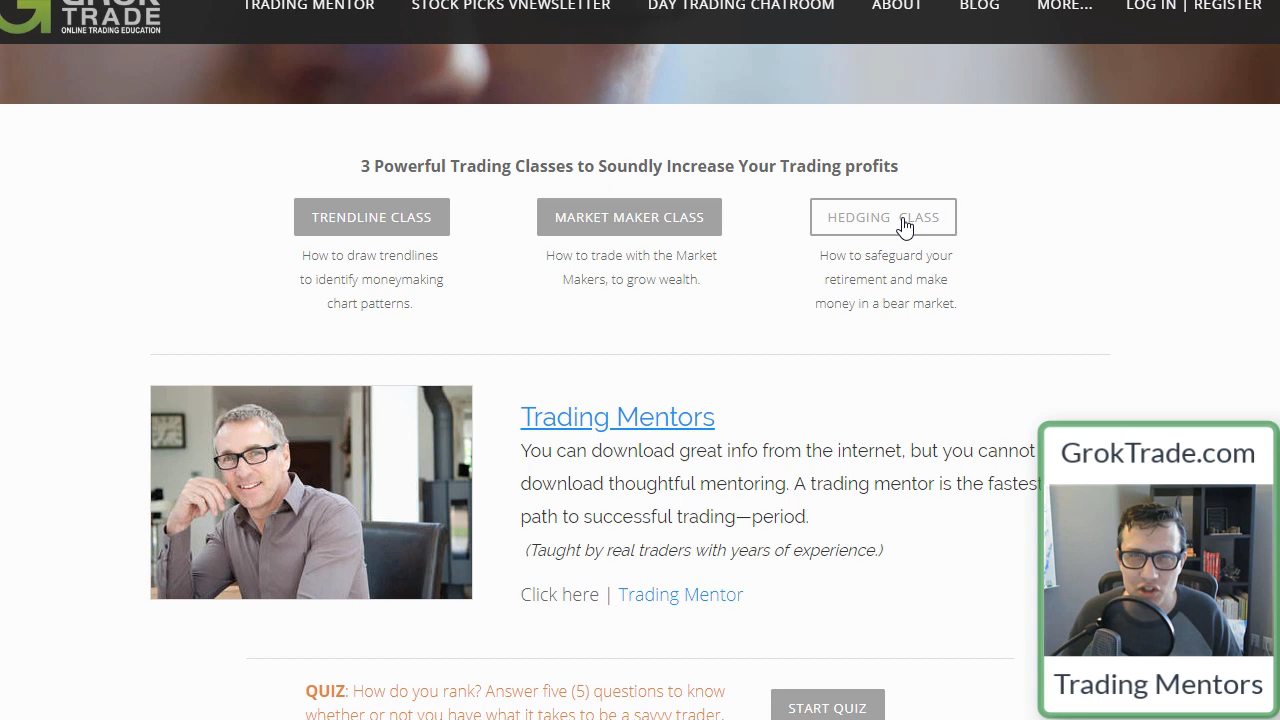 TRADE
ONLINE TRADING EDUCATION
TRADING MENTOR STOCK PICKS VNEWSLETTER DAY TRADING CHATROOM ABOUT BLOG MORE... LOG IN | REGISTER
3 Powerful Trading Classes to Soundly Increase Your Trading profits
TRENDLINE CLASS
How to draw trendlines
to identify moneymaking
chart patterns.
MARKET MAKER CLASS
How to trade with the Market
Makers, to grow wealth.
HEDGING CLASS
How to safeguard your
retirement and make
money in a bear market.
Trading Mentors
You can download great info from the internet, but you cannot
download thoughtful mentoring. A trading mentor is the fastest
path to successful trading—period.
(Taught by real traders with years of experience.)
Click here | Trading Mentor
QUIZ: How do you rank? Answer five (5) questions to know
whether or not you have what it takes to be a savvy trader.
START QUIZ
GrokTrade.com
Trading Mentors